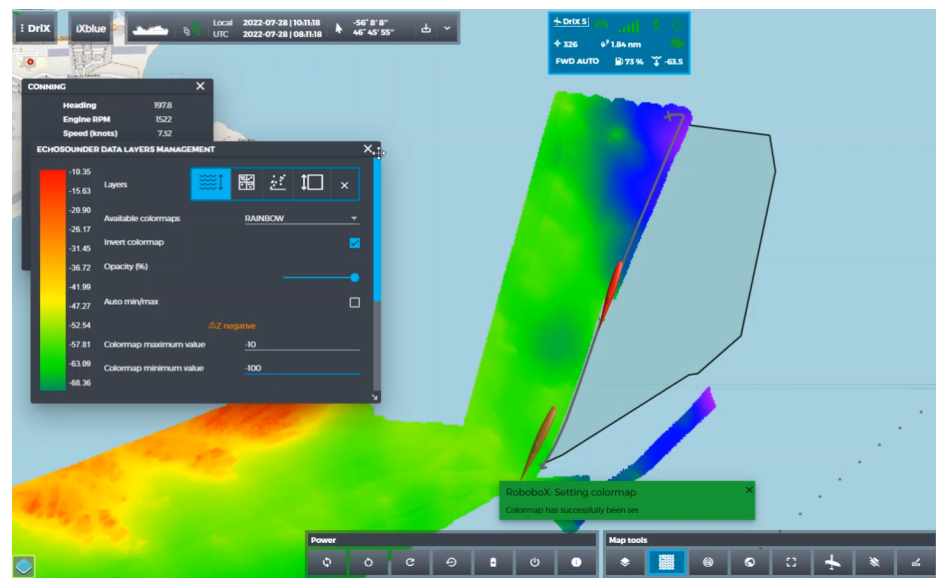 DriX
iXblue
Local 2022-07-28 | 10:11:18
UTC 2022-07-28 | 08:11:18
-56° 8' 8"
46° 45' 55"
DriX 5
326 1.84 nm
FWD AUTO 73 % -63.5
CONNING
Heading 197.8
Engine RPM 1522
Speed (knots) 7.32
ECHOSOUNDER DATA LAYERS MANAGEMENT
-10.35
-15.63
-20.90
-26.17
-31.45
-36.72
-41.99
-47.27
-52.54
-57.81
-63.09
-68.36
Layers
Available colormaps RAINBOW
Invert colormap
Opacity (%)
Auto min/max
Z negative
Colormap maximum value -10
Colormap minimum value -100
RoboboX: Setting colormap
Colormap has successfully been set
Power
Map tools